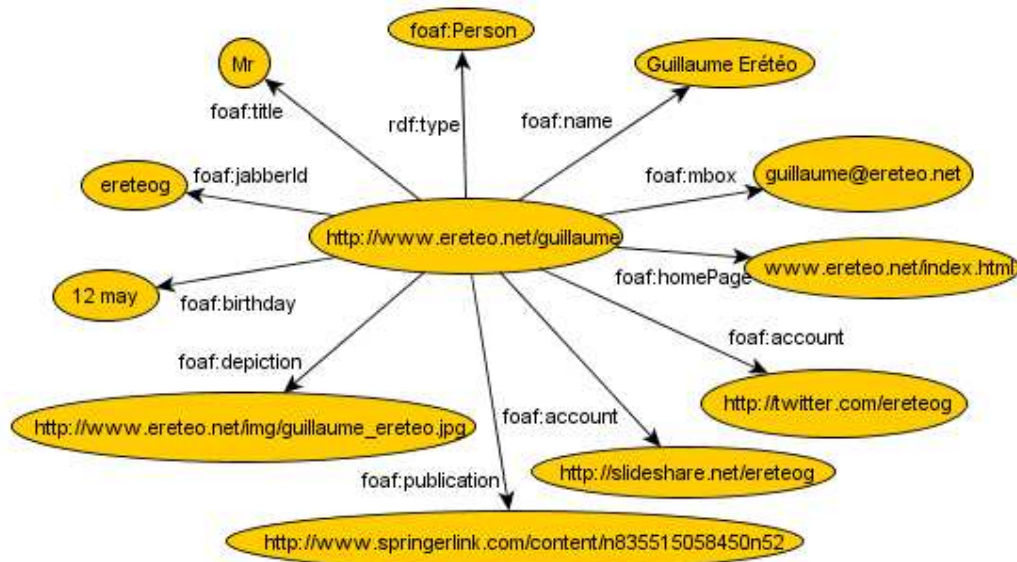 foaf:Person
Mr
Guillaume Erétéo
foaf:title
rdf:type
foaf:name
ereteog
foaf:jabberId
foaf:mbox
guillaume@ereteo.net
http://www.ereteo.net/guillaume
www.ereteo.net/index.html
foaf:homePage
12 may
foaf:birthday
foaf:account
foaf:depiction
http://twitter.com/ereteog
http://www.ereteo.net/img/guillaume_ereteo.jpg
foaf:account
http://slideshare.net/ereteog
foaf:publication
http://www.springerlink.com/content/n835515058450n52